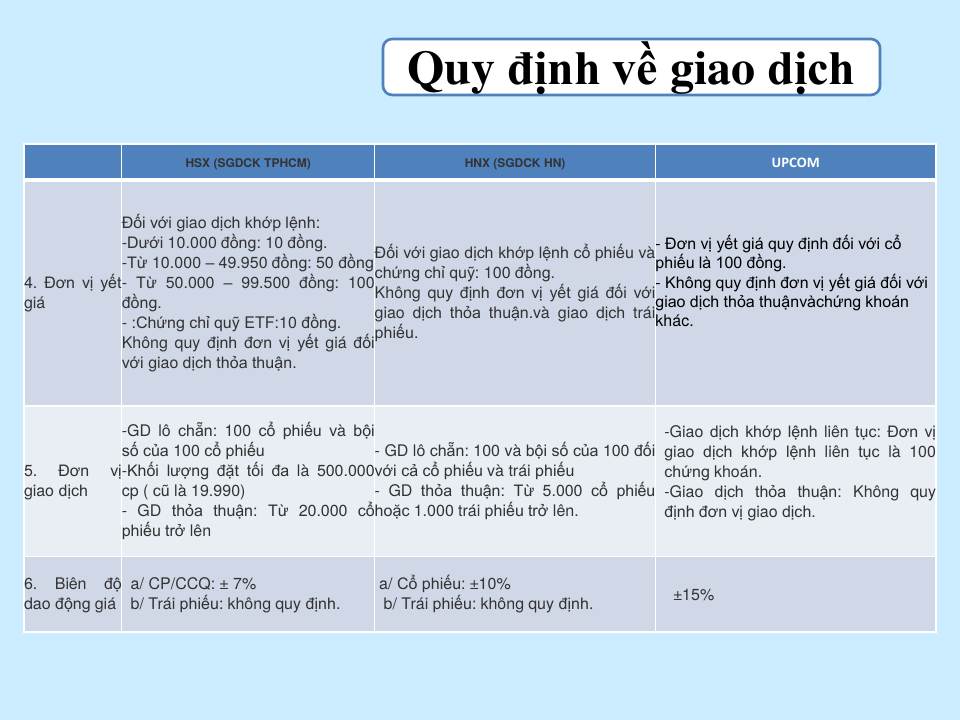 Quy định về giao dịch
HSX (SGDCK TPHCM)
HNX (SGDCK HN)
UPCOM
4. Đơn vị yết
giá
Đối với giao dịch khớp lệnh:
-Dưới 10.000 đồng: 10 đồng.
-Từ 10.000 – 49.950 đồng: 50 đồng
- Từ 50.000 – 99.500 đồng: 100
đồng.
- :Chứng chỉ quỹ ETF:10 đồng.
Không quy định đơn vị yết giá đối
với giao dịch thỏa thuận.
Đối với giao dịch khớp lệnh cổ phiếu và
chứng chỉ quỹ: 100 đồng.
Không quy định đơn vị yết giá đối với
giao dịch thỏa thuận.và giao dịch trái
phiếu.
- Đơn vị yết giá quy định đối với cổ
phiếu là 100 đồng.
- Không quy định đơn vị yết giá đối với
giao dịch thỏa thuậnvàchứng khoán
khác.
5. Đơn vị
giao dịch
-GD lô chẵn: 100 cổ phiếu và bội
số của 100 cổ phiếu
-Khối lượng đặt tối đa là 500.000
cp ( cũ là 19.990)
- GD thỏa thuận: Từ 20.000 cổ
phiếu trở lên
- GD lô chẵn: 100 và bội số của 100 đối
với cả cổ phiếu và trái phiếu
- GD thỏa thuận: Từ 5.000 cổ phiếu
hoặc 1.000 trái phiếu trở lên.
-Giao dịch khớp lệnh liên tục: Đơn vị
giao dịch khớp lệnh liên tục là 100
chứng khoán.
-Giao dịch thỏa thuận: Không quy
định đơn vị giao dịch.
6. Biên độ
dao động giá
a/ CP/CCQ: ± 7%
b/ Trái phiếu: không quy định.
a/ Cổ phiếu: ±10%
b/ Trái phiếu: không quy định.
±15%